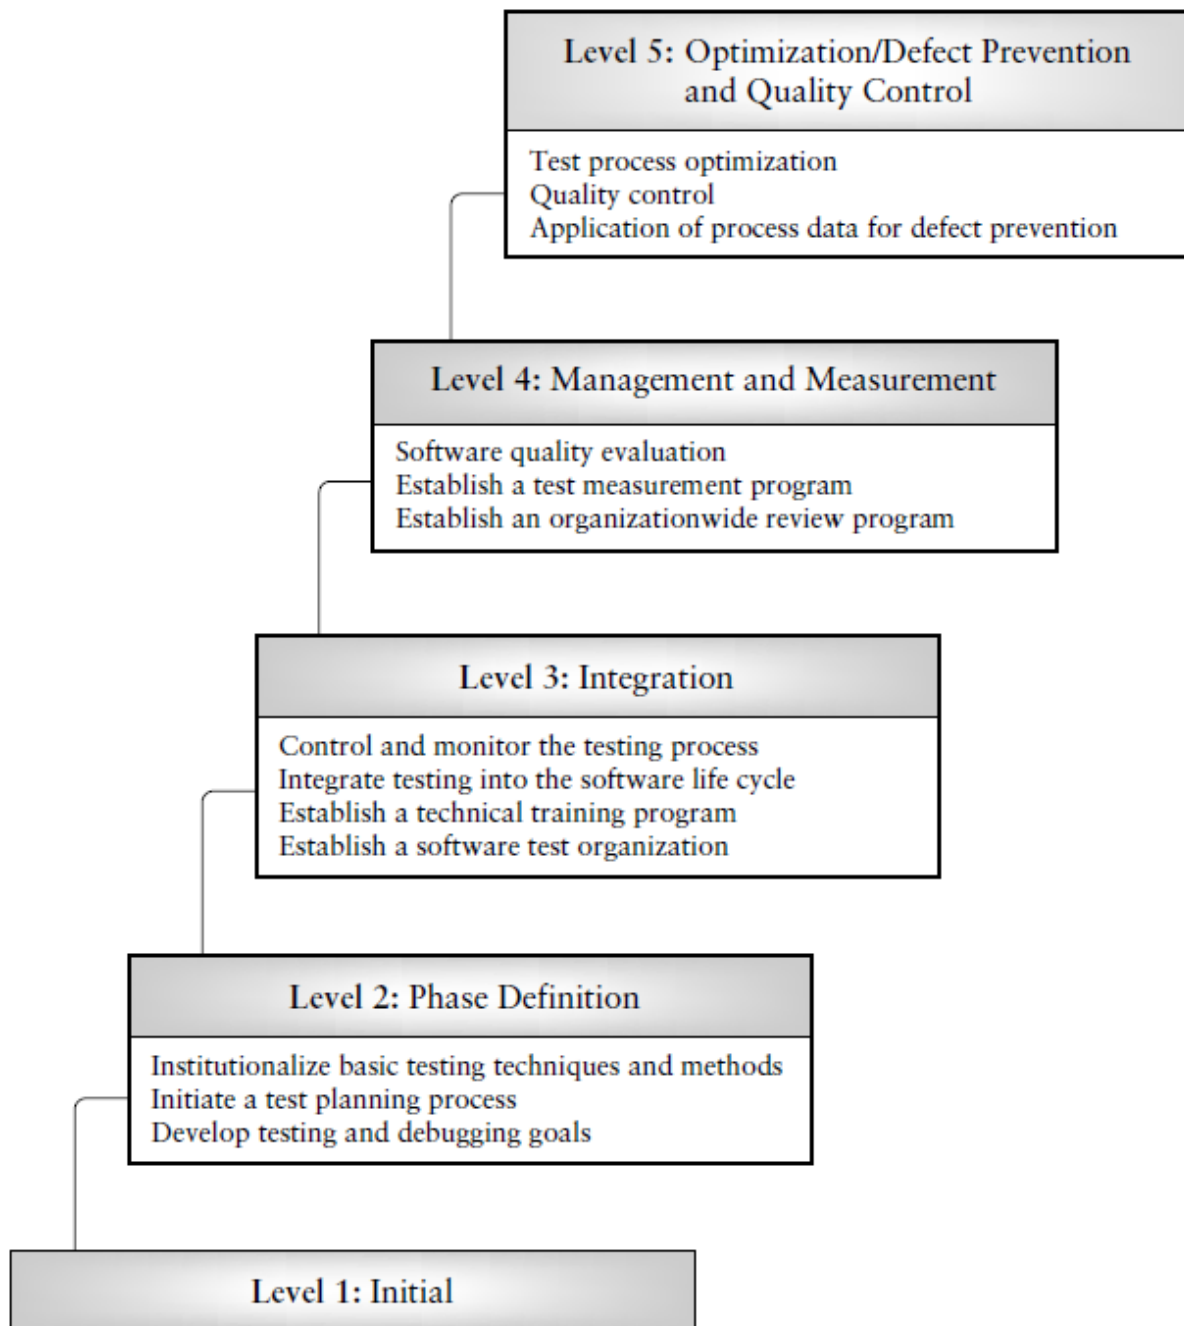 Level 5: Optimization/Defect Prevention
and Quality Control
Test process optimization
Quality control
Application of process data for defect prevention
Level 4: Management and Measurement
Software quality evaluation
Establish a test measurement program
Establish an organizationwide review program
Level 3: Integration
Control and monitor the testing process
Integrate testing into the software life cycle
Establish a technical training program
Establish a software test organization
Level 2: Phase Definition
Institutionalize basic testing techniques and methods
Initiate a test planning process
Develop testing and debugging goals
Level 1: Initial